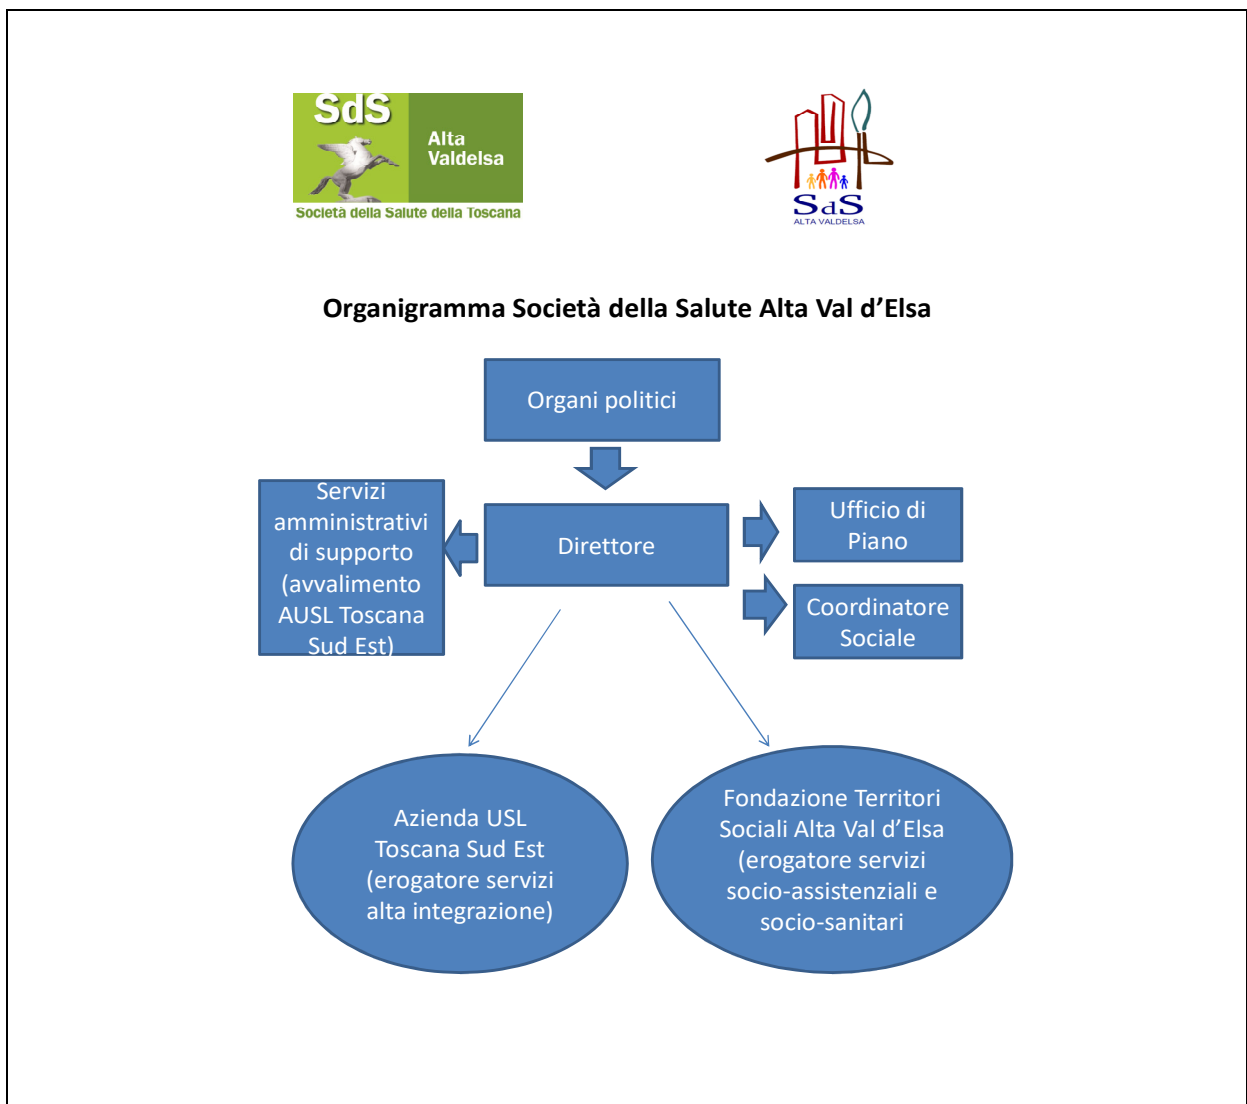 SdS
Alta
Valdelsa
Società della Salute della Toscana
SdS
ALTA VALDELSA
Organigramma Società della Salute Alta Val d’Elsa
Organi politici
Servizi
amministrativi
di supporto
(avvalimento
AUSL Toscana
Sud Est)
Direttore
Ufficio di
Piano
Coordinatore
Sociale
Azienda USL
Toscana Sud Est
(erogatore servizi
alta integrazione)
Fondazione Territori
Sociali Alta Val d’Elsa
(erogatore servizi
socio-assistenziali e
socio-sanitari